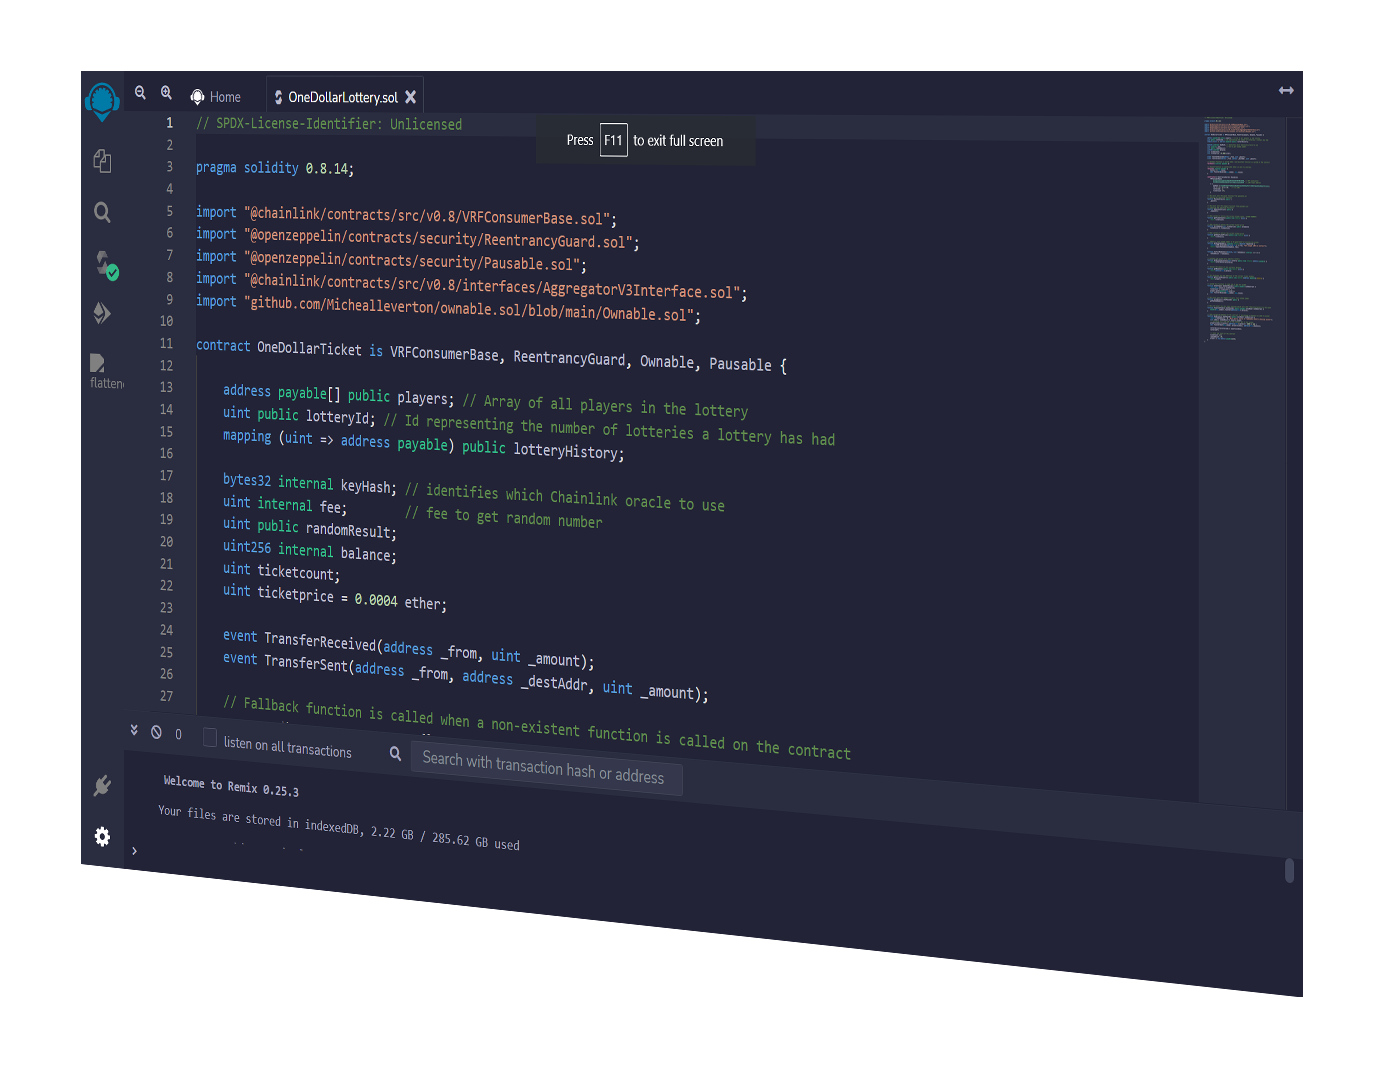 Home
OneDollarLottery.sol
Press F11 to exit full screen
1 // SPDX-License-Identifier: Unlicensed
2
3 pragma solidity 0.8.14;
4
5 import "@chainlink/contracts/src/v0.8/VRFConsumerBase.sol";
6 import "@openzeppelin/contracts/security/ReentrancyGuard.sol";
7 import "@openzeppelin/contracts/security/Pausable.sol";
8 import "@chainlink/contracts/src/v0.8/interfaces/AggregatorV3Interface.sol";
9 import "github.com/Michealleverton/ownable.sol/blob/main/Ownable.sol";
10
11 contract OneDollarTicket is VRFConsumerBase, ReentrancyGuard, Ownable, Pausable {
12
13 address payable[] public players; // Array of all players in the lottery
14 uint public lotteryId; // Id representing the number of lotteries a lottery has had
15 mapping (uint => address payable) public lotteryHistory;
16
17 bytes32 internal keyHash; // identifies which Chainlink oracle to use
18 uint internal fee; // fee to get random number
19 uint public randomResult;
20 uint256 internal balance;
21 uint ticketcount;
22 uint ticketprice = 0.0004 ether;
23
24 event TransferReceived(address _from, uint _amount);
25 event TransferSent(address _from, address _destAddr, uint _amount);
26
27 // Fallback function is called when a non-existent function is called on the contract
flatten
0 listen on all transactions
Search with transaction hash or address
Welcome to Remix 0.25.3
Your files are stored in indexedDB, 2.22 GB / 285.62 GB used
>